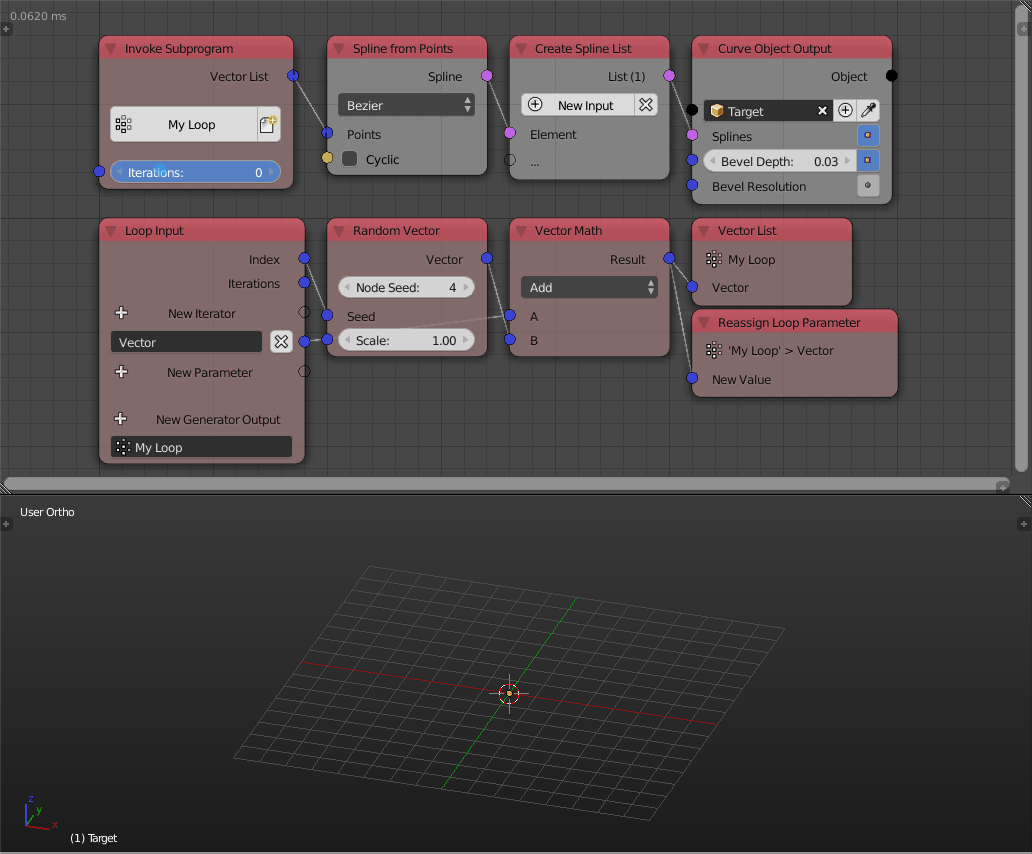 0.0620 ms
Invoke Subprogram
Vector List
My Loop
Iterations: 0
Spline from Points
Spline
Bezier
Points
Cyclic
Create Spline List
List (1)
New Input
Element
...
Curve Object Output
Object
Target
Splines
Bevel Depth: 0.03
Bevel Resolution
Loop Input
Index
Iterations
New Iterator
Vector
New Parameter
New Generator Output
My Loop
Random Vector
Vector
Node Seed: 4
Seed
Scale: 1.00
Vector Math
Result
Add
A
B
Vector List
My Loop
Vector
Reassign Loop Parameter
'My Loop' > Vector
New Value
User Ortho
z
y
x
(1) Target